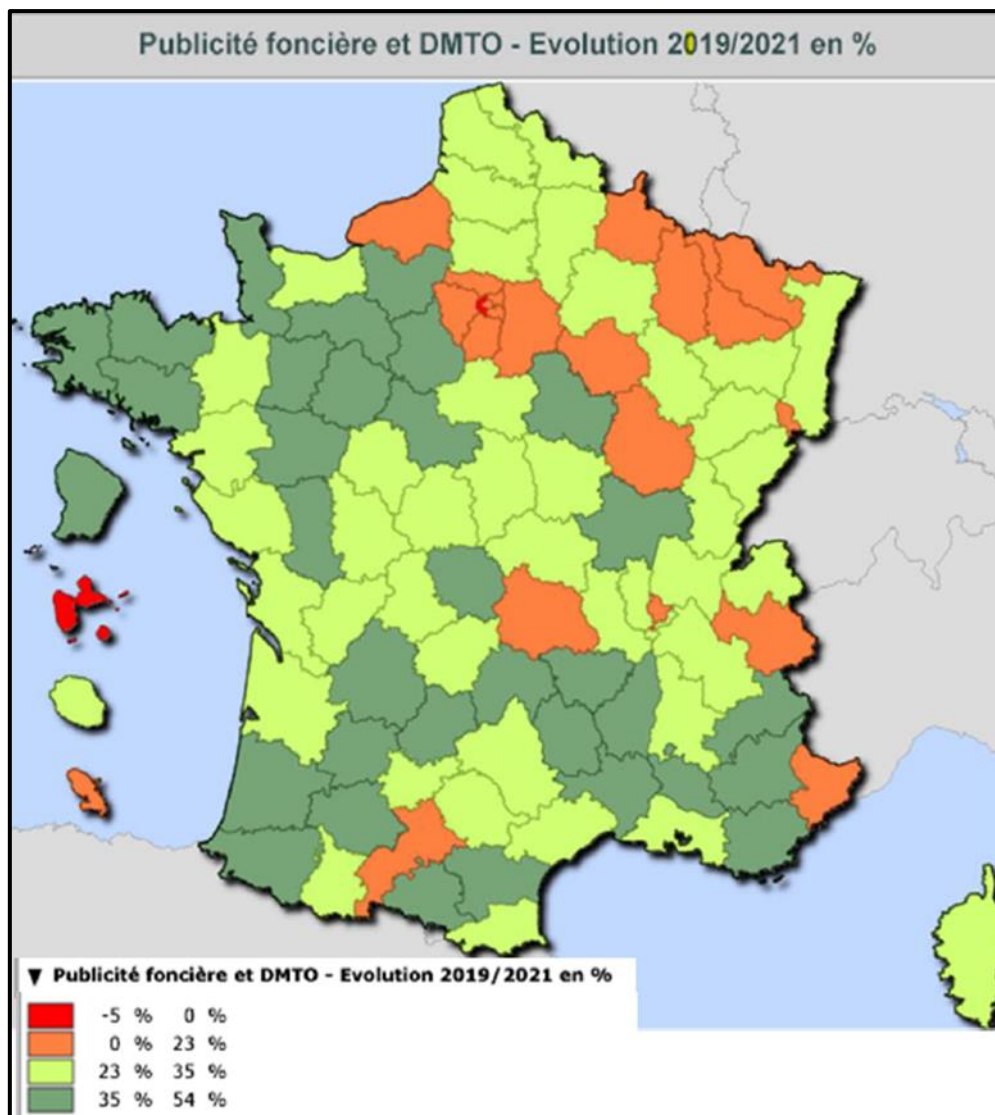 Publicité foncière et DMTO - Evolution 2019/2021 en %
▼ Publicité foncière et DMTO - Evolution 2019/2021 en %
-5 % 0 %
0 % 23 %
23 % 35 %
35 % 54 %